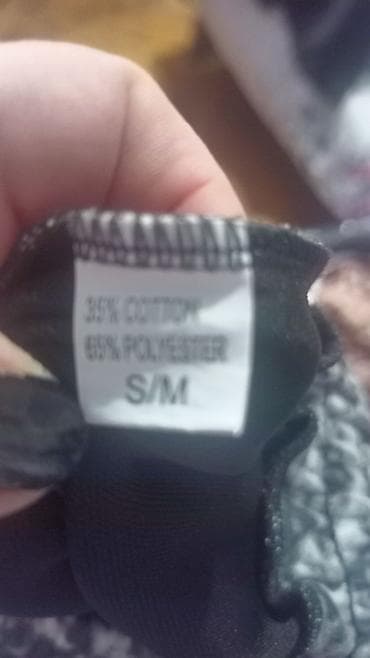 35% COTTON
65% POLYESTER
S/M